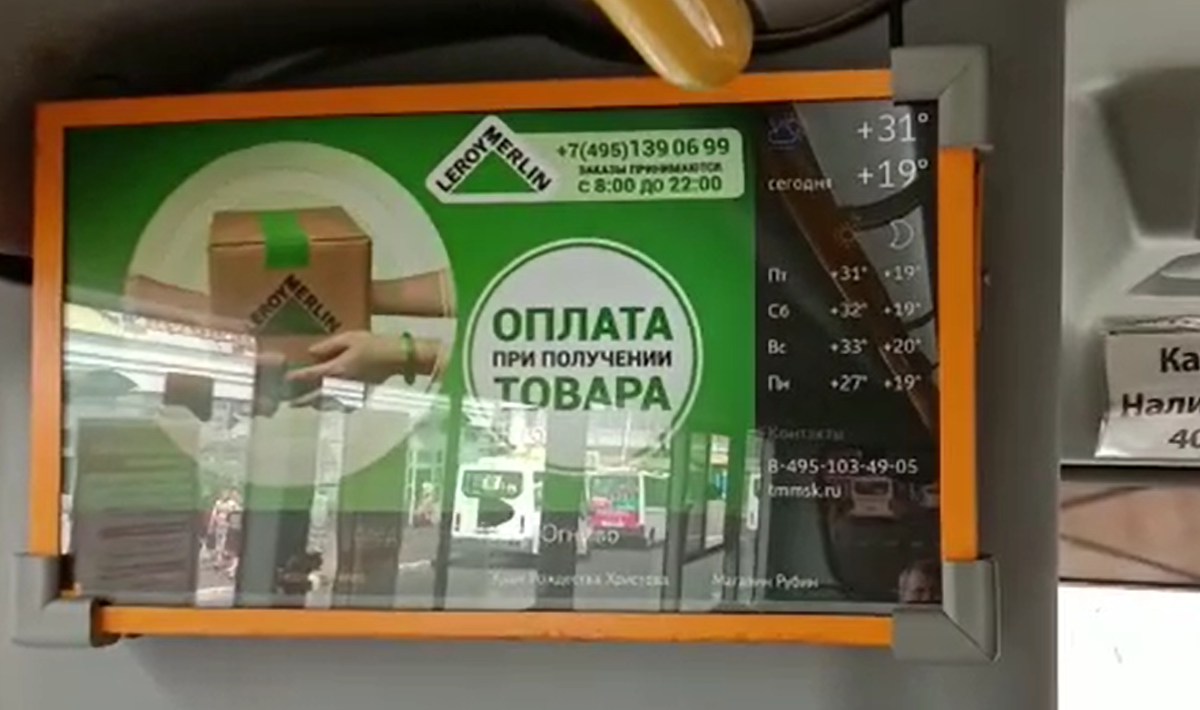 LEROY MERLIN
+7(495)139 06 99
ЗАКАЗЫ ПРИНИМАЮТСЯ
С 8:00 ДО 22:00
LEROY MERLIN
ОПЛАТА
ПРИ ПОЛУЧЕНИИ
ТОВАРА
+31°
сегодня +19°
Пт +31° +19°
Сб +32° +19°
Вс +33° +20°
Пн +27° +19°
Контакты
8-495-103-49-05
tmmsk.ru
Огниво
Храм Рождества Христова
Магазин Рубин
Ка
Нали
40